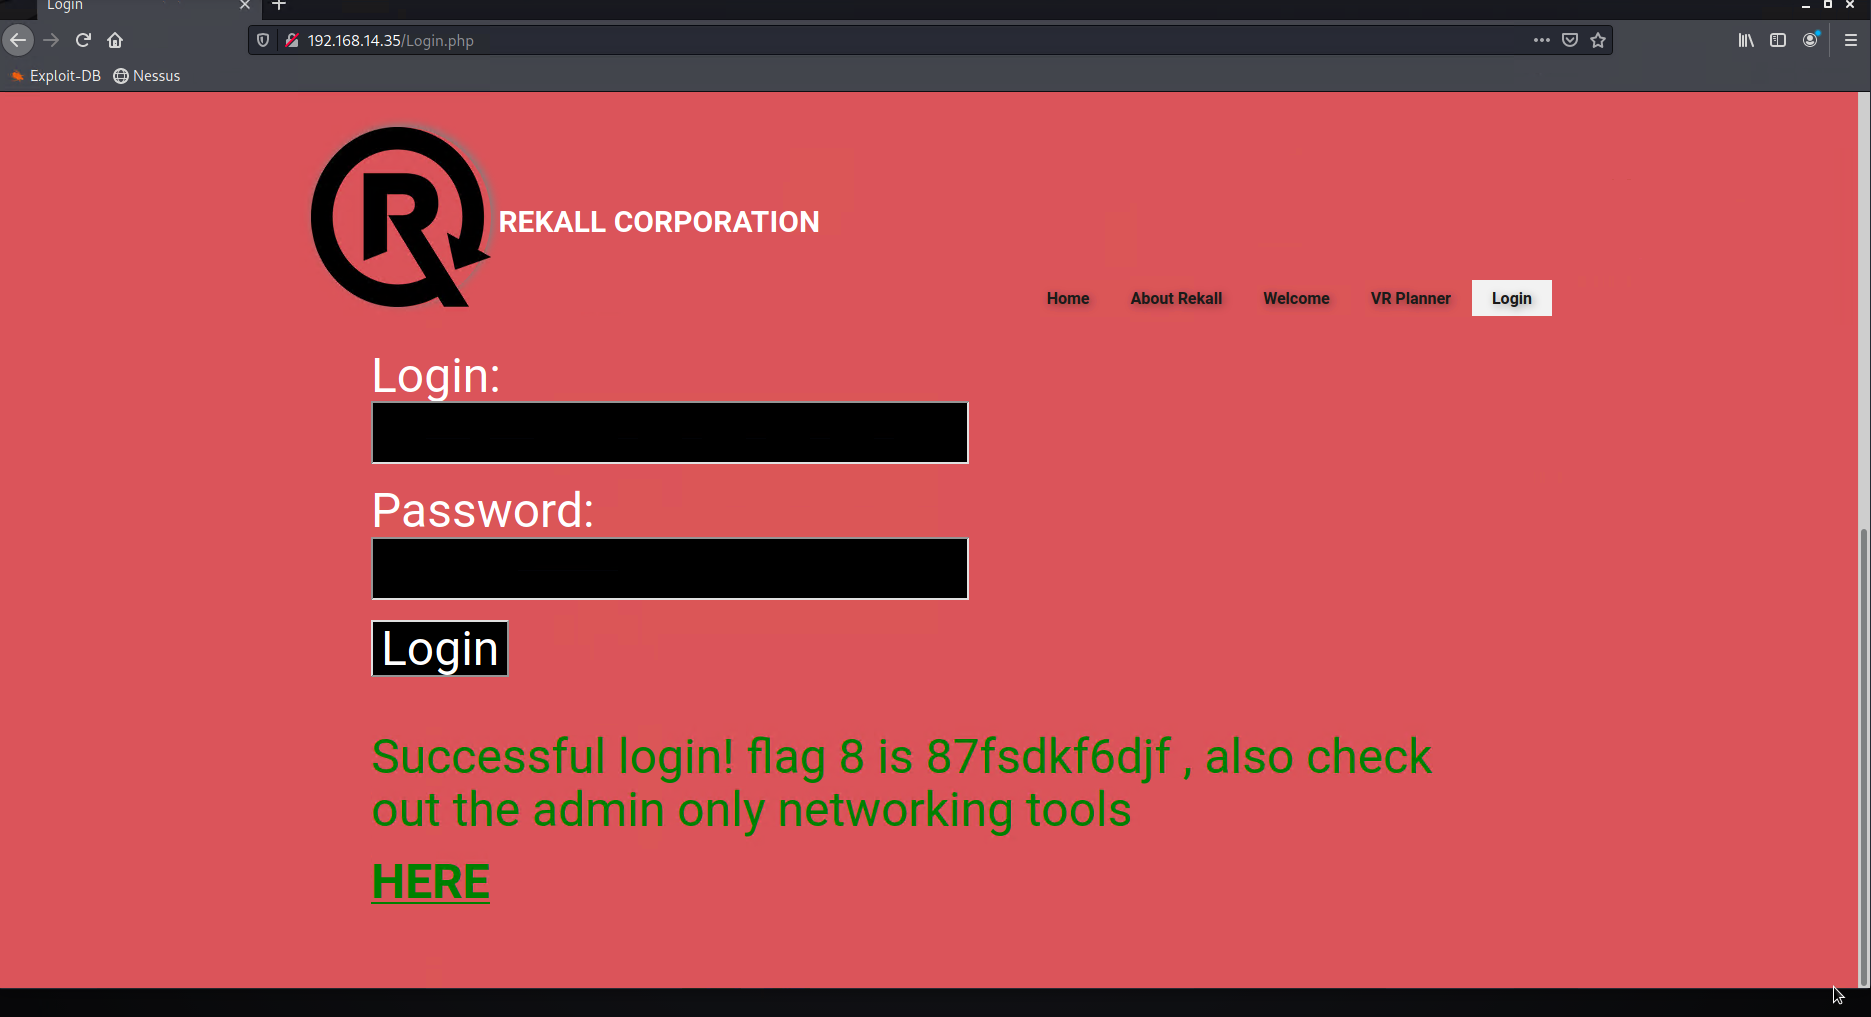 Login
192.168.14.35/Login.php
Exploit-DB Nessus
R
REKALL CORPORATION
Home About Rekall Welcome VR Planner Login
Login:
Password:
Login
Successful login! flag 8 is 87fsdkf6djf , also check
out the admin only networking tools
HERE